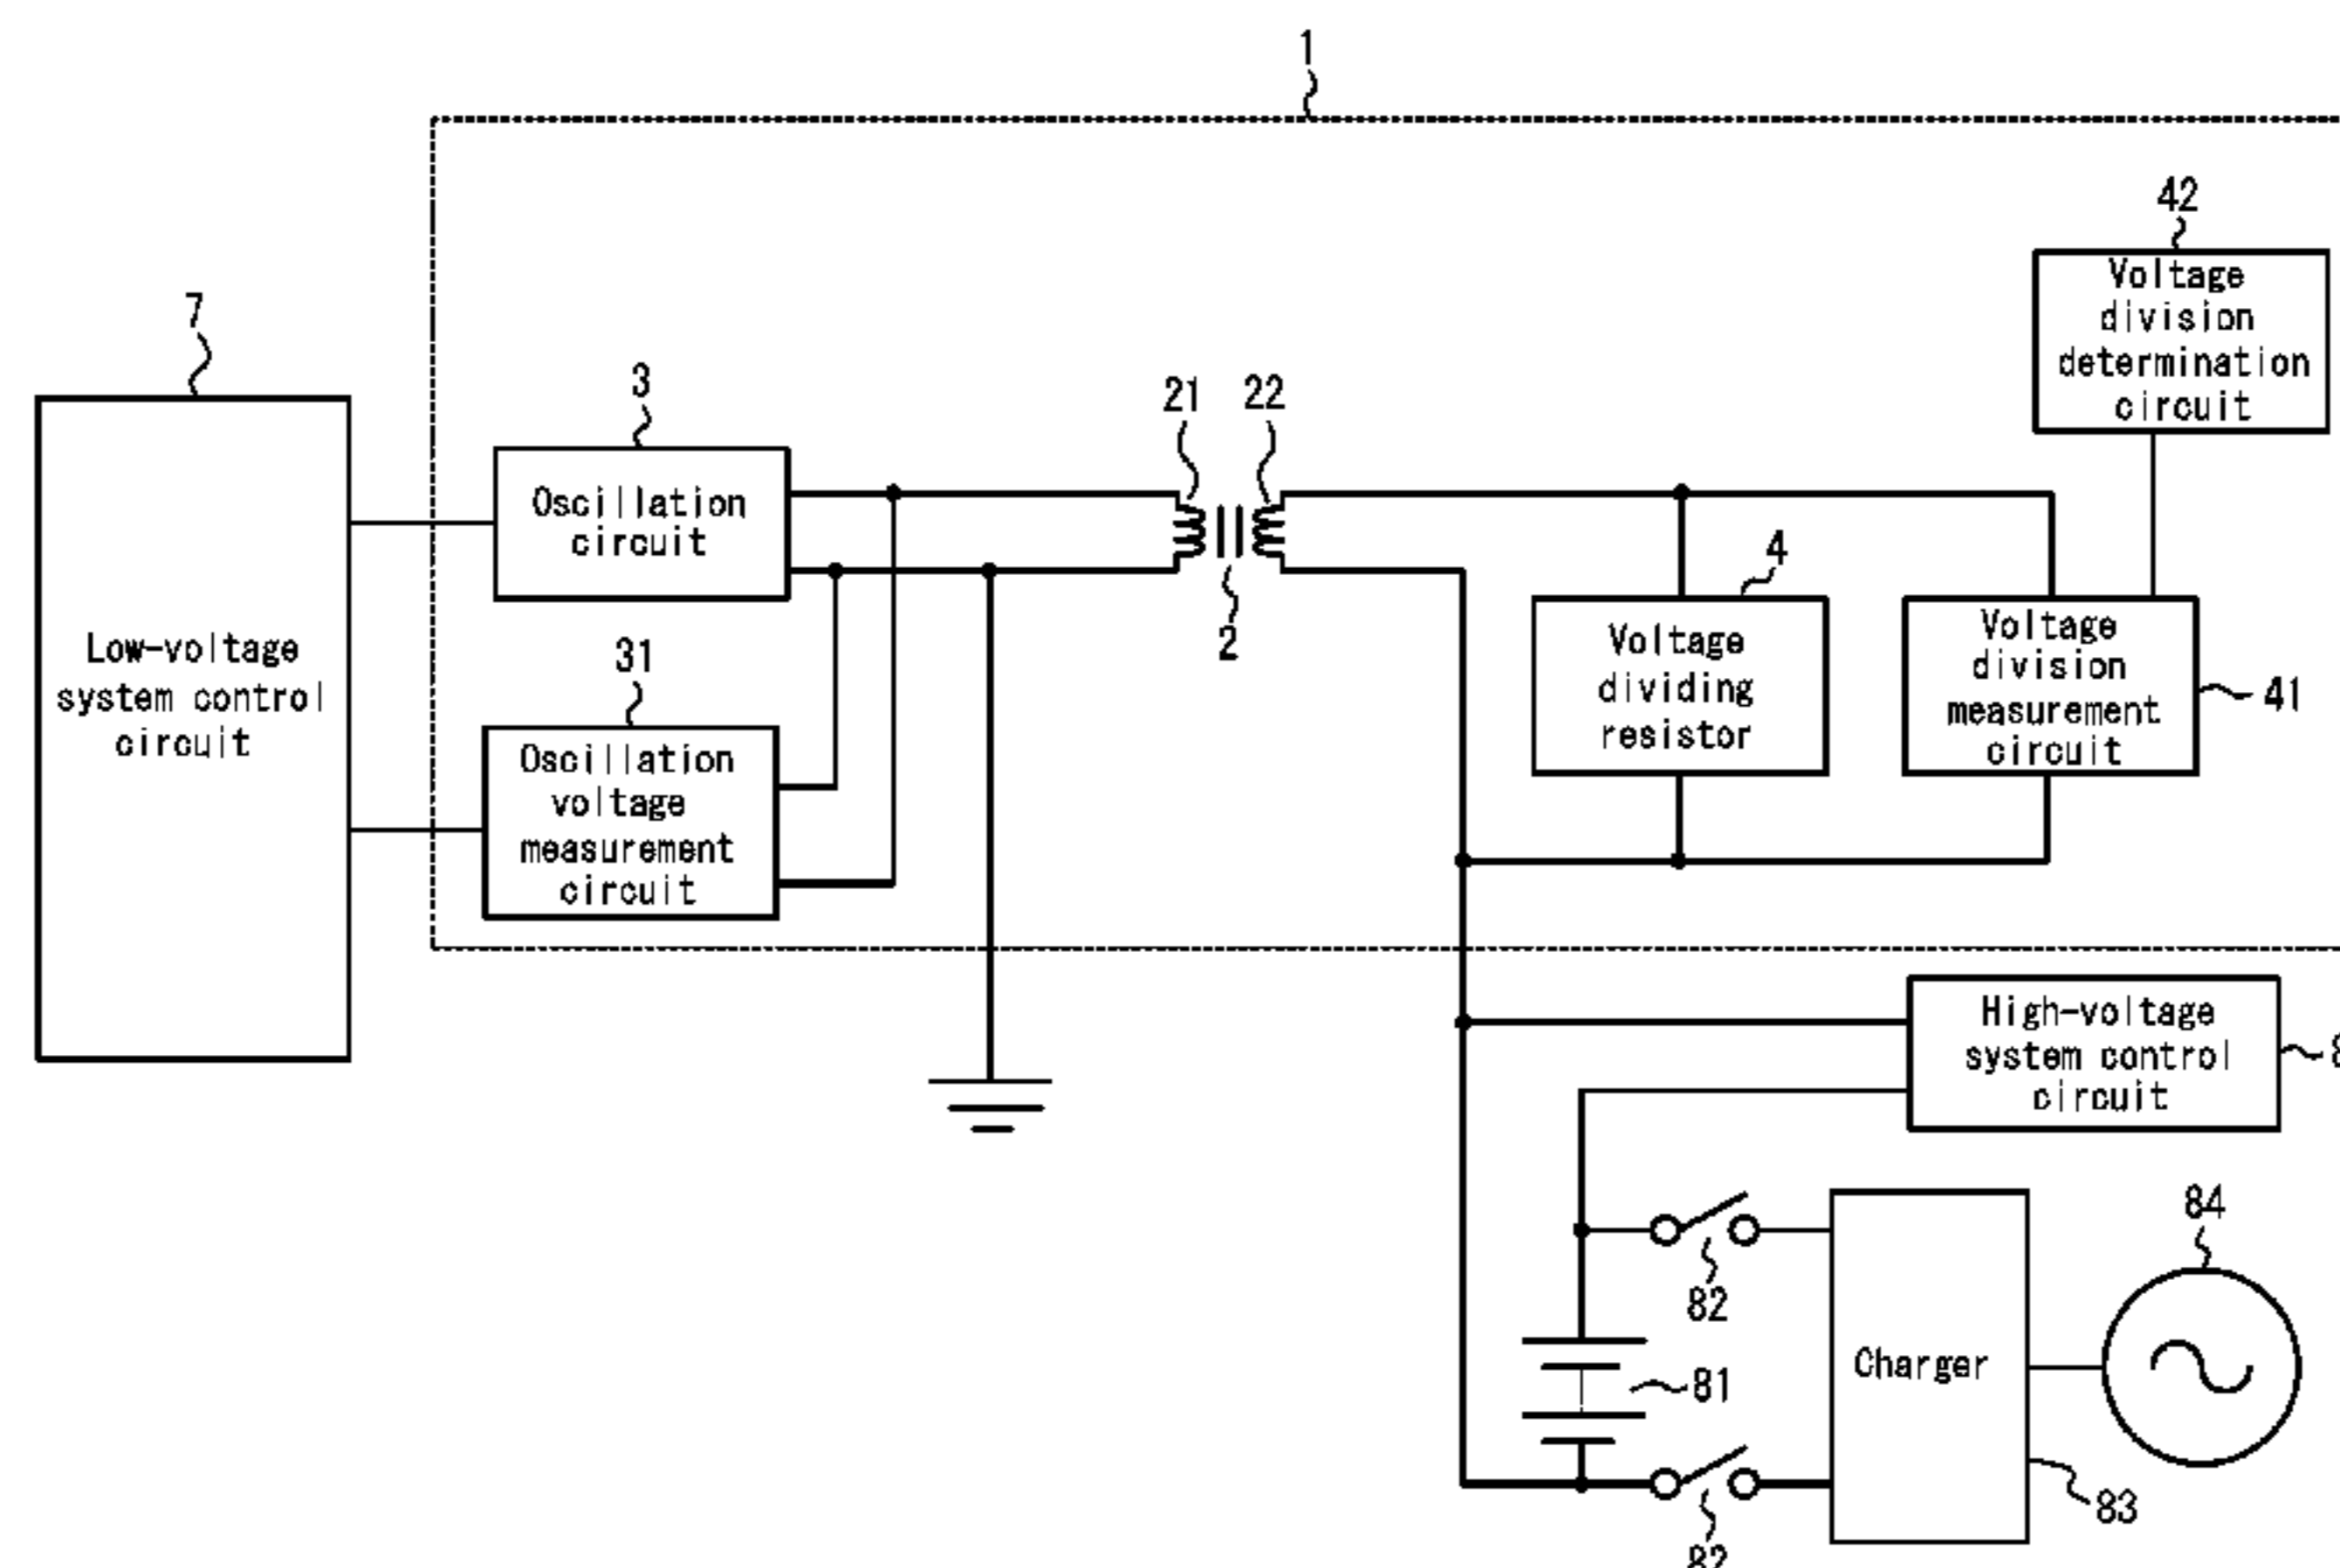 1
42
Voltage
division
determination
circuit
7
3
21
22
Oscillation
circuit
4
2
Low-voltage
system control
circuit
31
Oscillation
voltage
measurement
circuit
Voltage
dividing
resistor
Voltage
division
measurement
circuit
41
High-voltage
system control
circuit
8
84
82
81
Charger
83
82